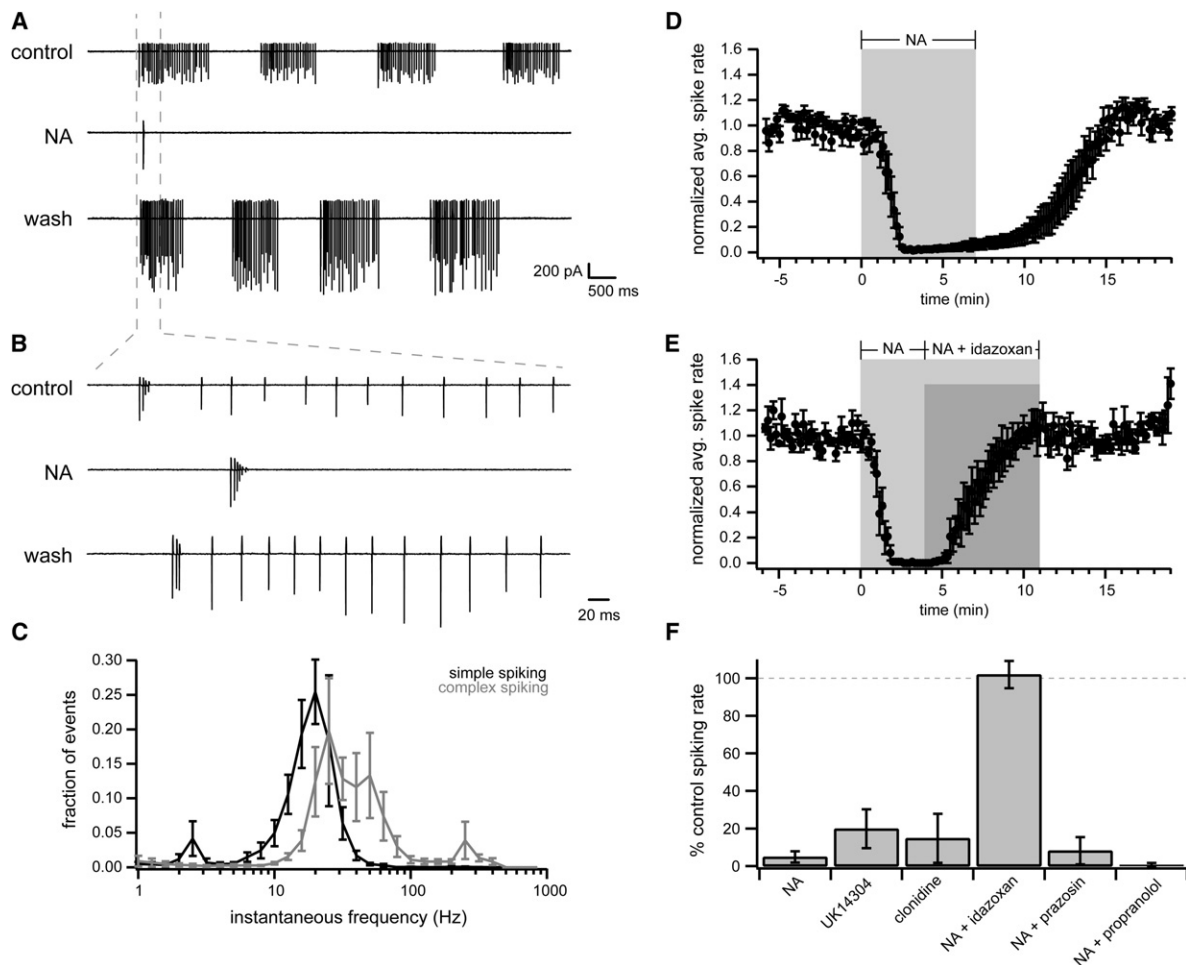 A
control
NA
wash
200 pA
500 ms
B
control
NA
wash
20 ms
C
simple spiking
complex spiking
fraction of events
0.30
0.25
0.20
0.15
0.10
0.05
0.00
1
10
100
1000
instantaneous frequency (Hz)
D
NA
normalized avg. spike rate
1.6
1.4
1.2
1.0
0.8
0.6
0.4
0.2
0.0
-5
0
5
10
15
time (min)
E
NA
NA + idazoxan
normalized avg. spike rate
1.6
1.4
1.2
1.0
0.8
0.6
0.4
0.2
0.0
-5
0
5
10
15
time (min)
F
% control spiking rate
100
80
60
40
20
0
NA
UK14304
clonidine
NA + idazoxan
NA + prazosin
NA + propranolol